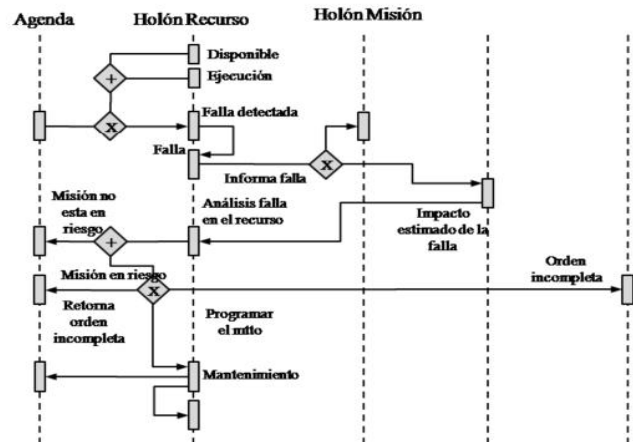 Agenda
Holón Recurso
Holón Misión
Disponible
+
Ejecución
Falla detectada
X
Falla
X
Informa falla
Misión no
esta en
riesgo
Análisis falla
en el recurso
Impacto
estimado de la
falla
+
Misión en riesgo
X
Orden
incompleta
Retorna
orden
incompleta
Programar
el mtto
Mantenimiento